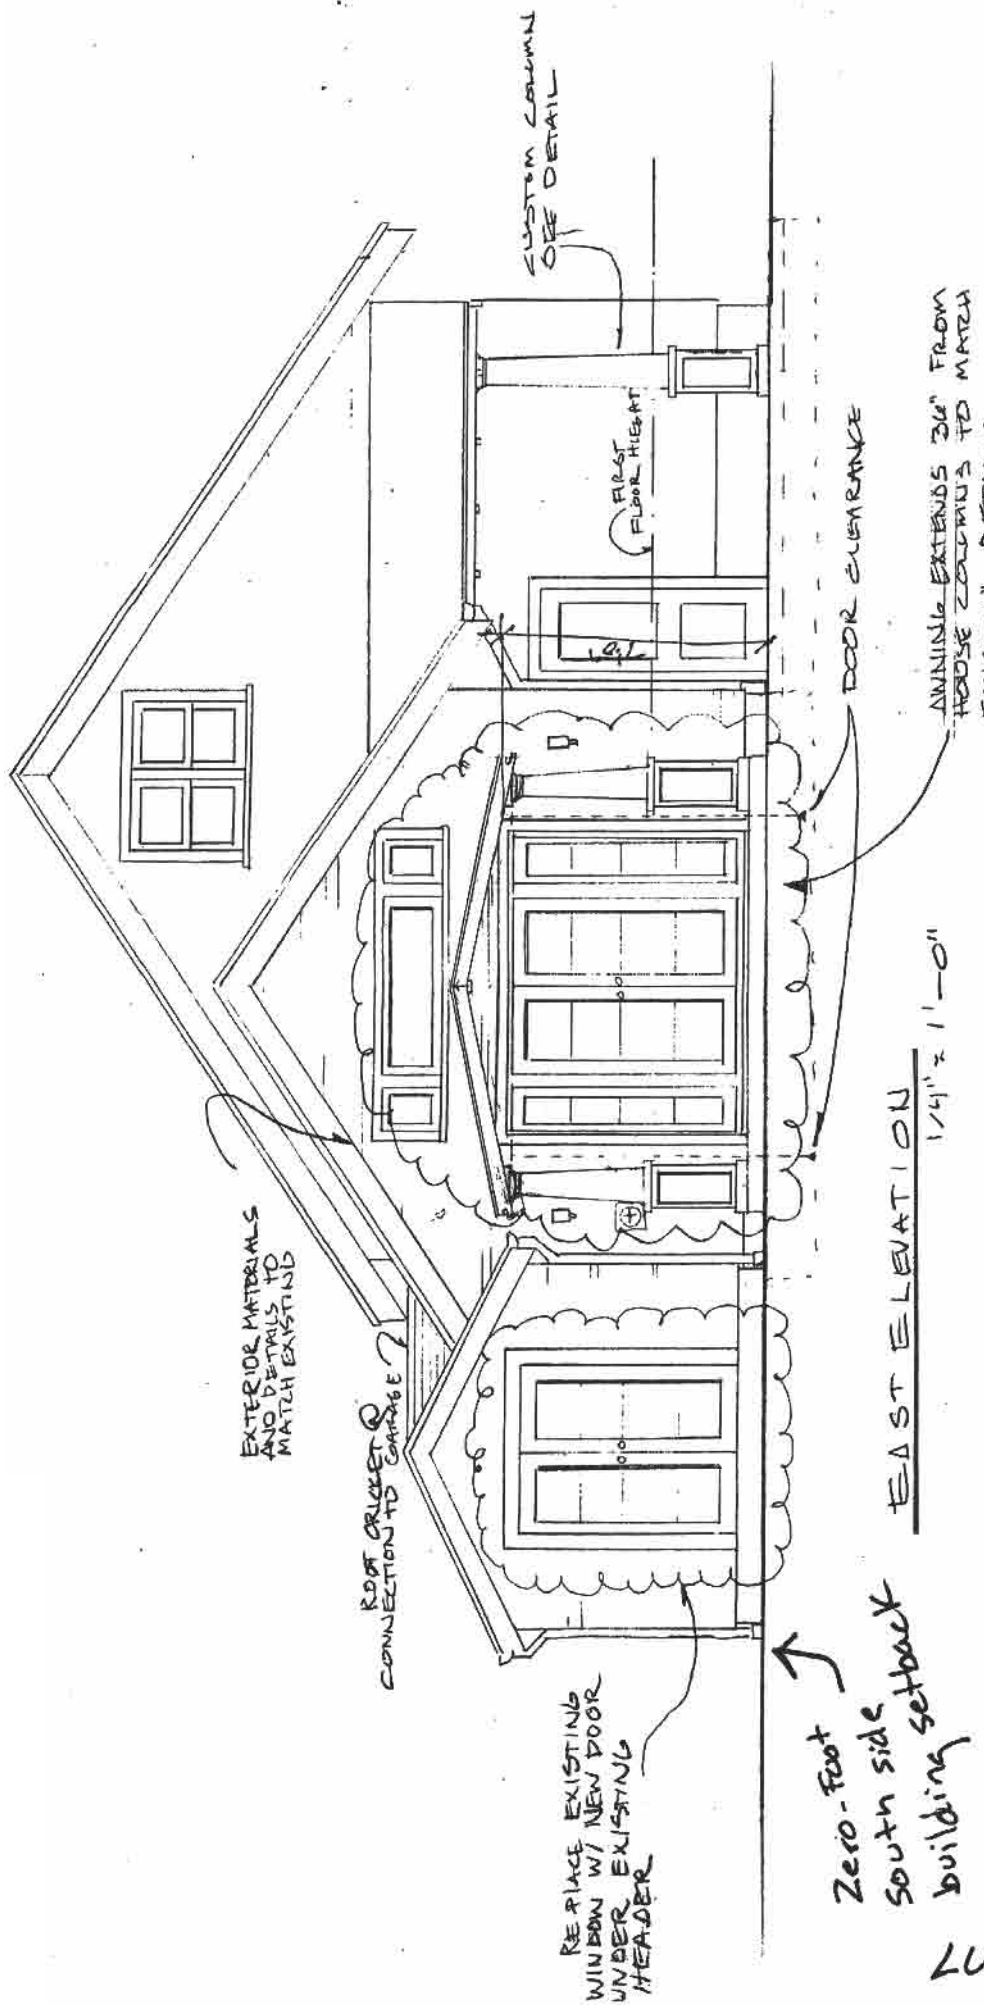 EXTERIOR MATERIALS
AND DETAILS TO
MATCH EXISTING
ROOF CRICKET @
CONNECTION TO GARAGE
REPLACE EXISTING
WINDOW W/ NEW DOOR
UNDER EXISTING
HEADER
CUSTOM COLUMN
SEE DETAIL
FIRST
FLOOR HEIGHT
DOOR CLEARANCE
AWNING EXTENDS 36" FROM
HOUSE COLUMNS TO MATCH
EAST ELEVATION
1/4" = 1'-0"
Zero-Foot
South side
building setback
LU